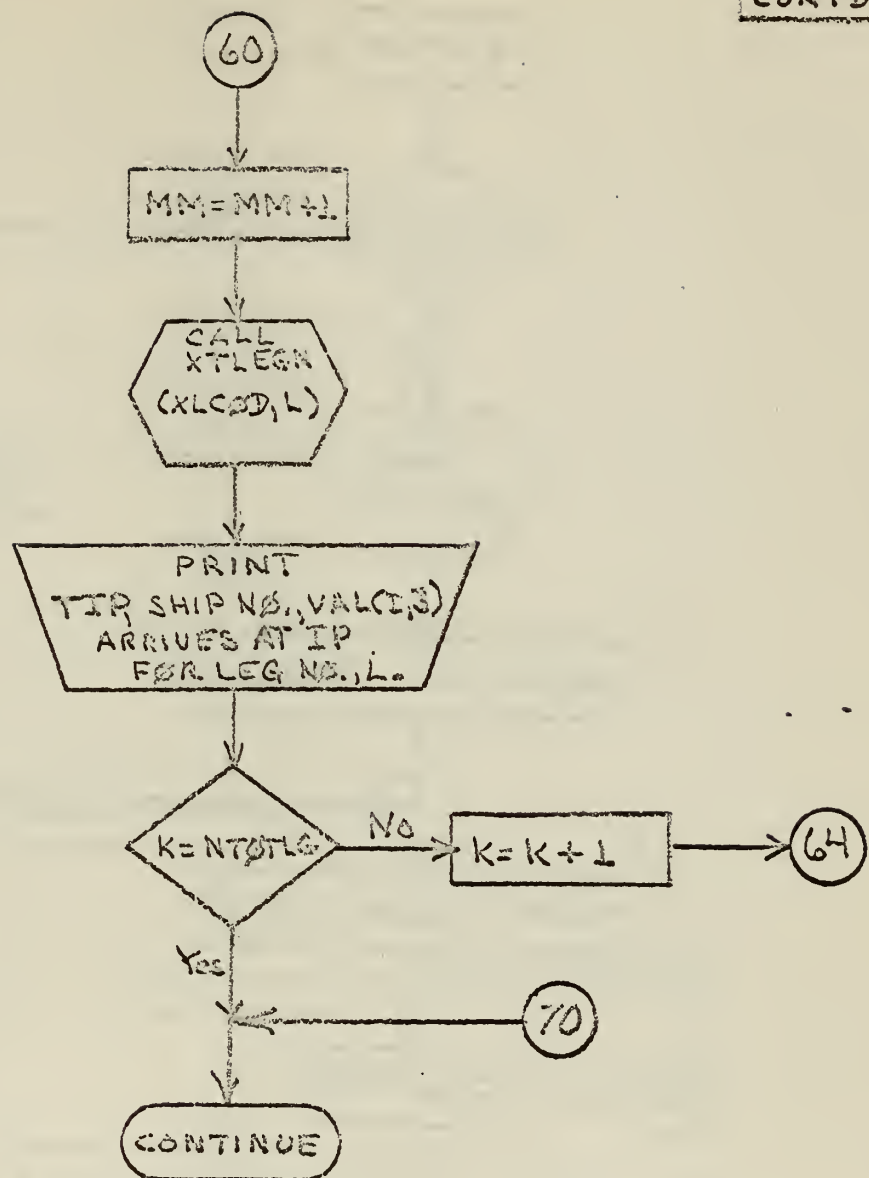 CONT'D
60
MM=MM+1
CALL
XTLEGN
(XLCØD,L)
PRINT
TIP, SHIP NØ.,VAL(I,3)
ARRIVES AT IP
FØR LEG NØ.,L.
K=NTØTLG
No
K=K+1
64
Yes
70
CONTINUE